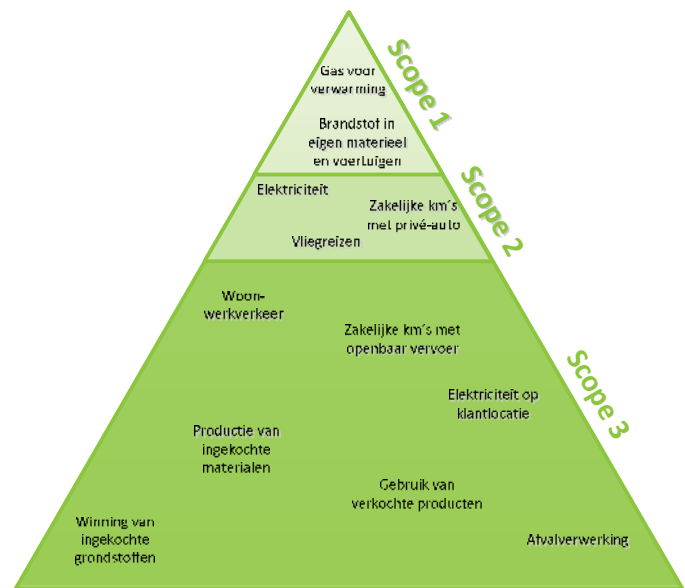 Scope 1
Gas voor
verwarming
Brandstof in
eigen materieel
en voertuigen
Scope 2
Elektriciteit
Zakelijke km's
met privé-auto
Vliegreizen
Scope 3
Woon-
werkverkeer
Zakelijke km's met
openbaar vervoer
Elektriciteit op
klantlocatie
Productie van
ingekochte
materialen
Gebruik van
verkochte producten
Winning van
ingekochte
grondstoffen
Afvalverwerking